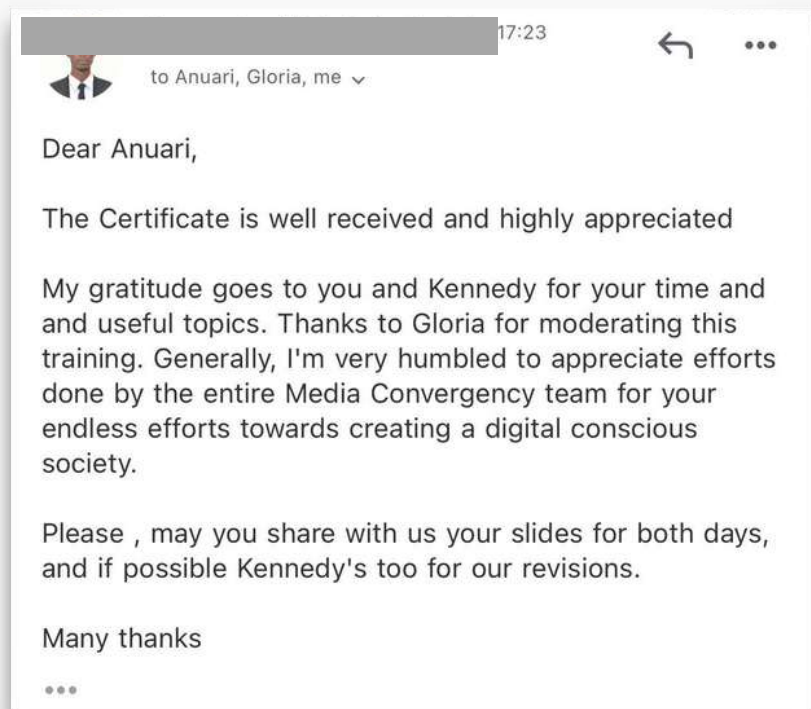 17:23
to Anuari, Gloria, me
Dear Anuari,
The Certificate is well received and highly appreciated
My gratitude goes to you and Kennedy for your time and
and useful topics. Thanks to Gloria for moderating this
training. Generally, I'm very humbled to appreciate efforts
done by the entire Media Convergency team for your
endless efforts towards creating a digital conscious
society.
Please , may you share with us your slides for both days,
and if possible Kennedy's too for our revisions.
Many thanks